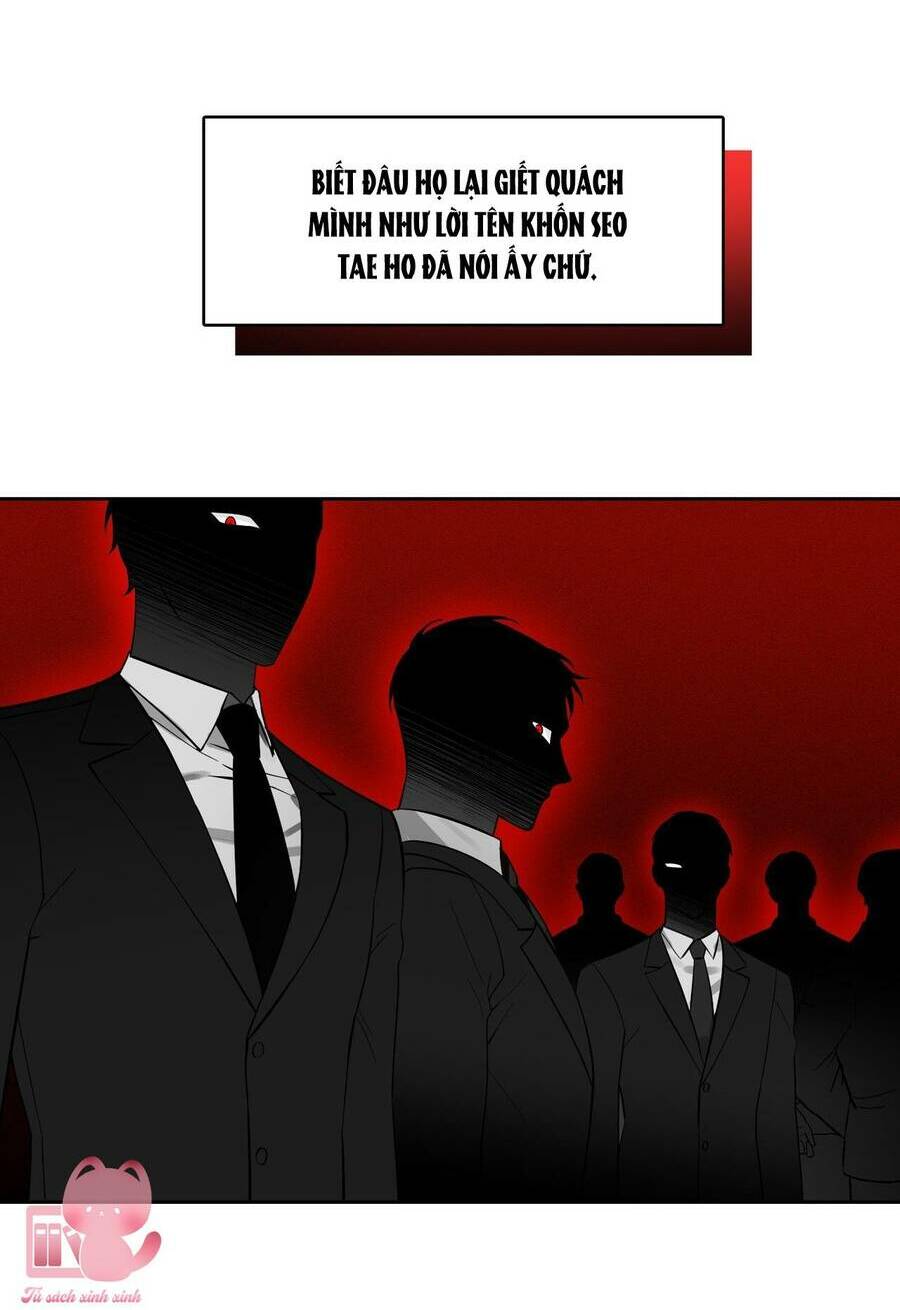 BIẾT ĐÂU HỌ LẠI GIẾT QUÁCH
MÌNH NHƯ LỜI TÊN KHỐN SEO
TAE HO ĐÃ NÓI ẤY CHỨ.
Tủ sách xinh xinh